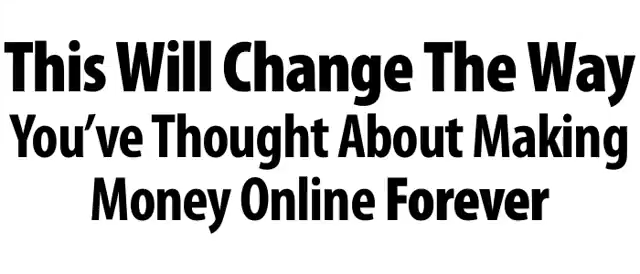 This Will Change The Way
You’ve Thought About Making
Money Online Forever